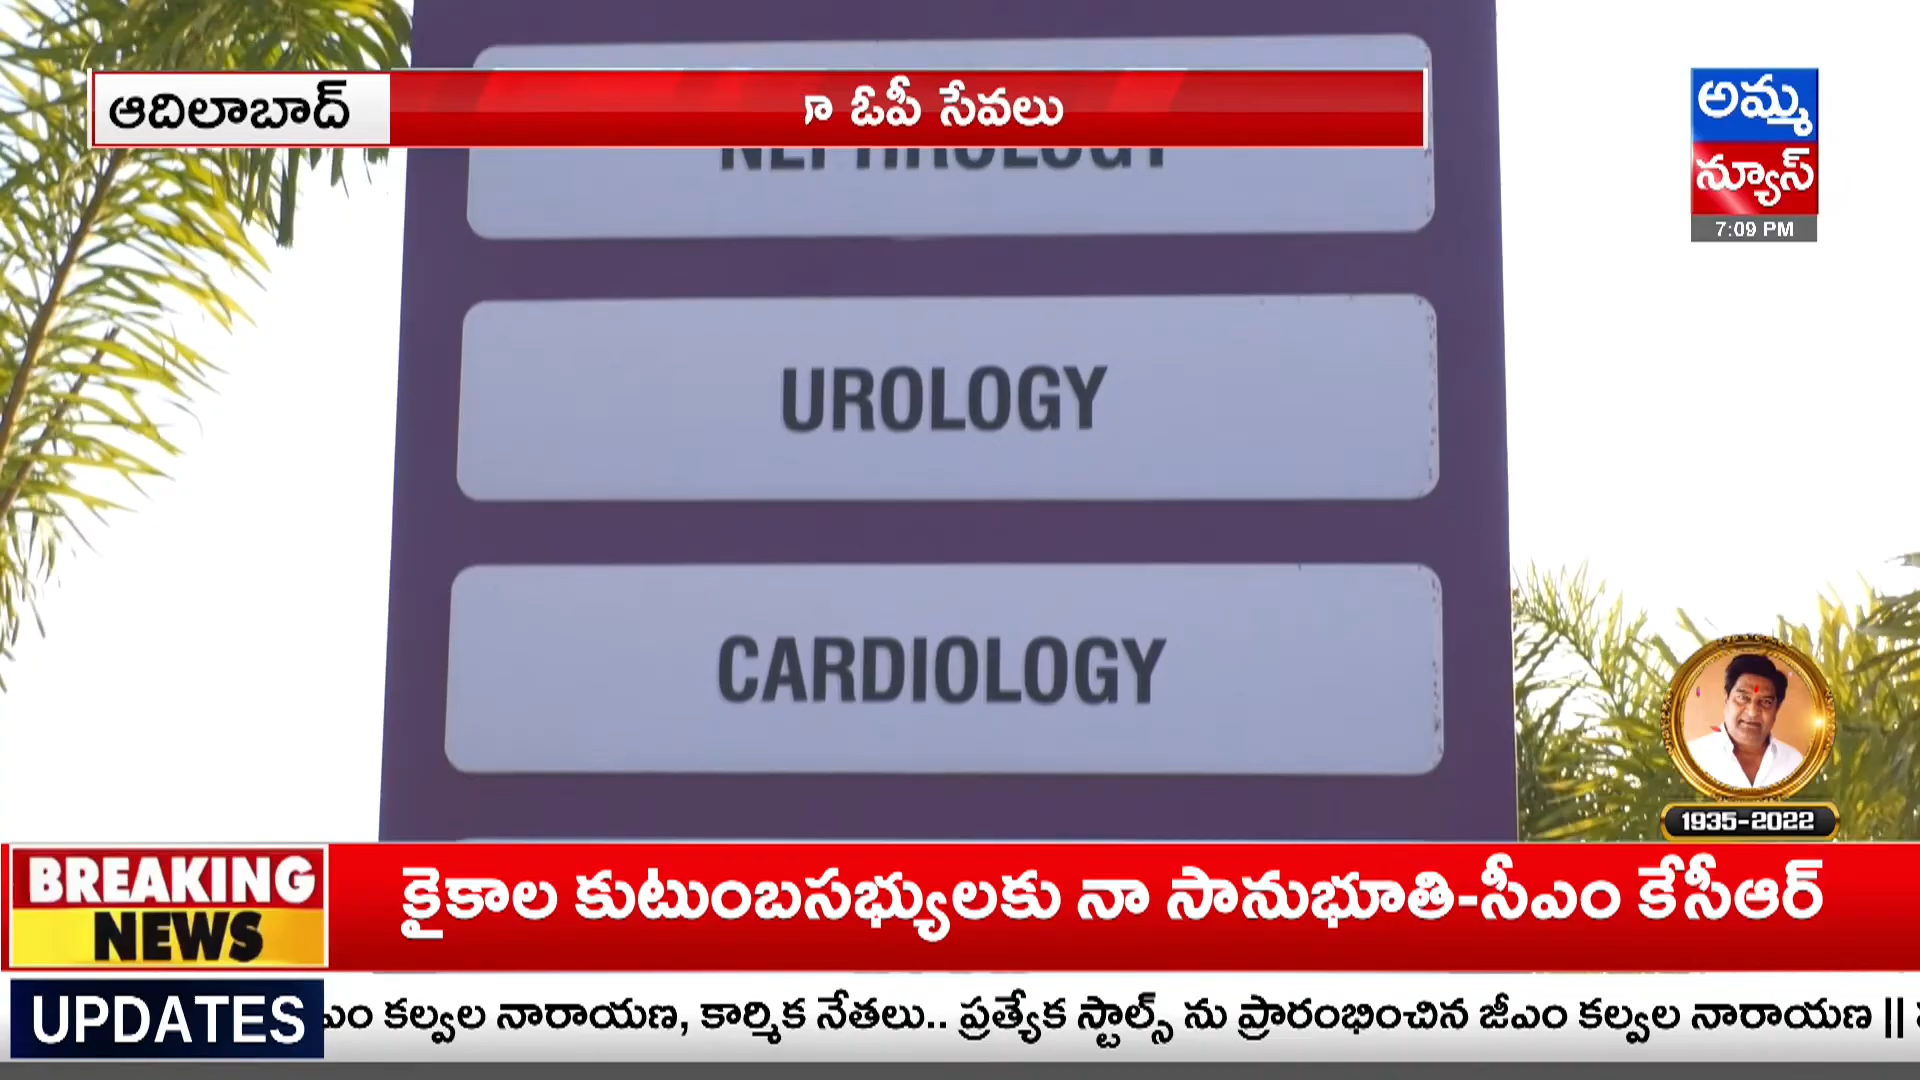 ఆదిలాబాద్
ఓపీ సేవలు
అమ్మ
న్యూస్
7:09 PM
NEPHROLOGY
UROLOGY
CARDIOLOGY
1935-2022
BREAKING
NEWS
కైకాల కుటుంబసభ్యులకు నా సానుభూతి-సీఎం కేసీఆర్
UPDATES
కల్వల నారాయణ, కార్మిక నేతలు.. ప్రత్యేక స్టాల్స్ ను ప్రారంభించిన జీఎం కల్వల నారాయణ ||